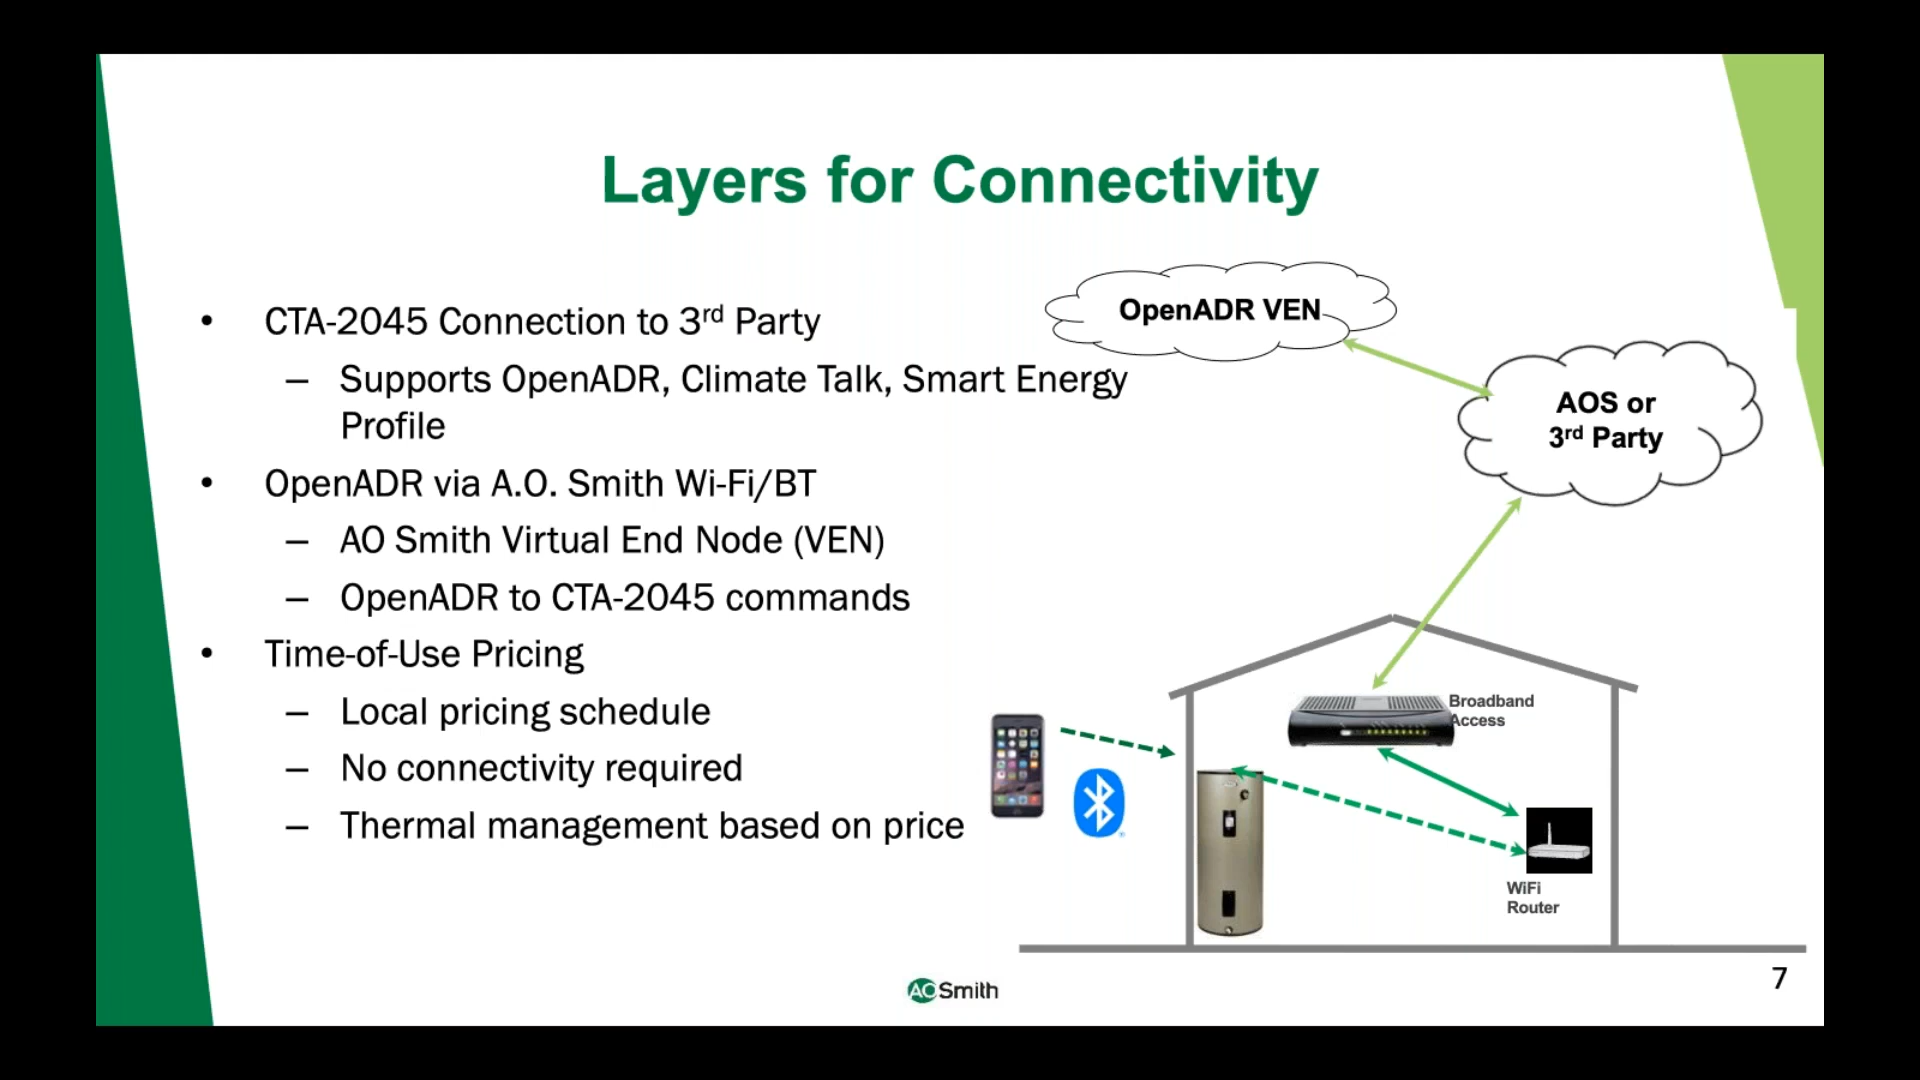 Layers for Connectivity
• CTA-2045 Connection to 3rd Party
– Supports OpenADR, Climate Talk, Smart Energy
Profile
• OpenADR via A.O. Smith Wi-Fi/BT
– AO Smith Virtual End Node (VEN)
– OpenADR to CTA-2045 commands
• Time-of-Use Pricing
– Local pricing schedule
– No connectivity required
– Thermal management based on price
OpenADR VEN
AOS or
3rd Party
Broadband
Access
WiFi
Router
AOSmith
7